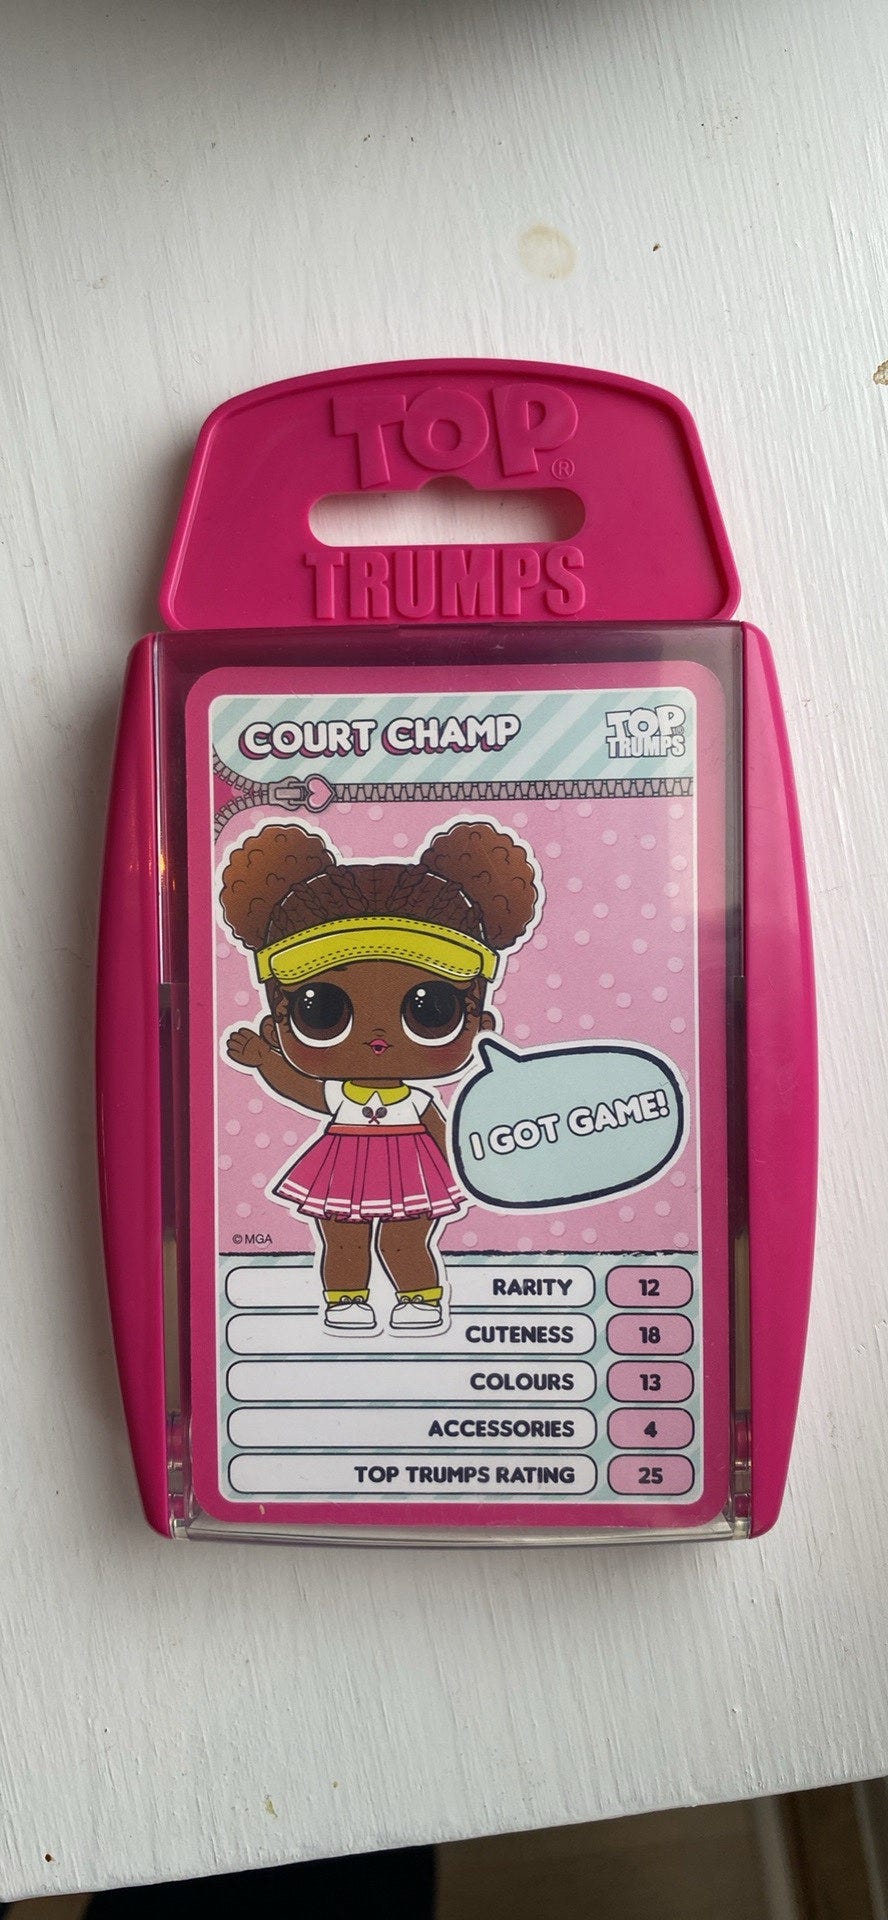 TOP®
TRUMPS
COURT CHAMP
TOP
TRUMPS
I GOT GAME!
© MGA
RARITY 12
CUTENESS 18
COLOURS 13
ACCESSORIES 4
TOP TRUMPS RATING 25